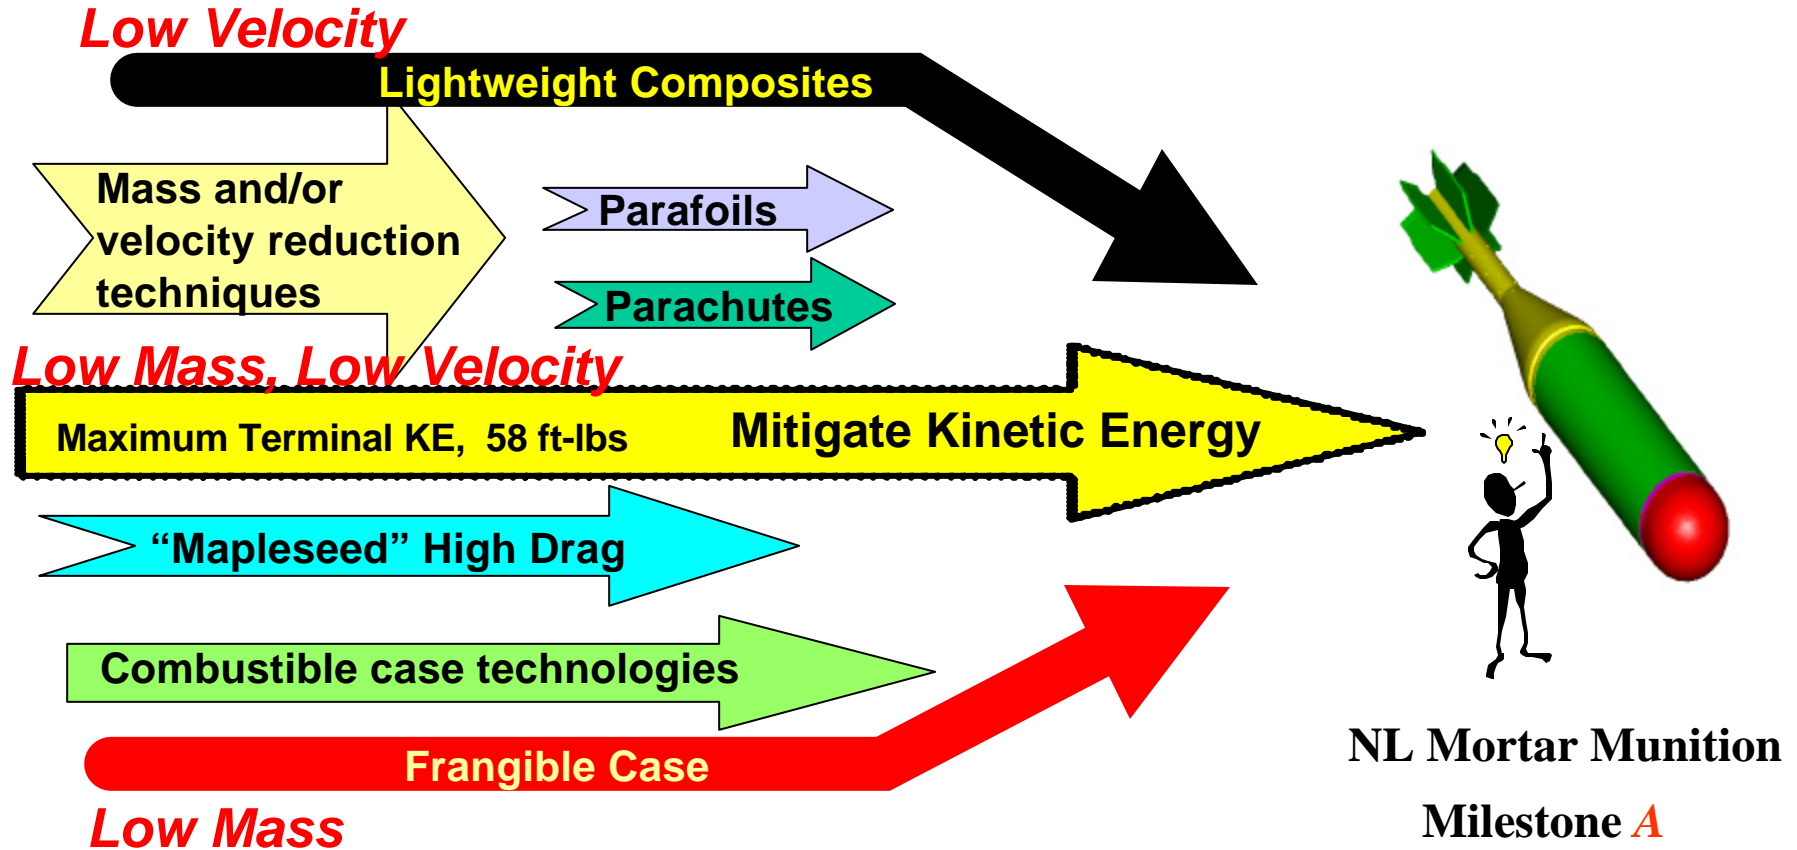 Low Velocity
Lightweight Composites
Mass and/or
velocity reduction
techniques
Parafoils
Parachutes
Low Mass, Low Velocity
Maximum Terminal KE, 58 ft-lbs
Mitigate Kinetic Energy
“Mapleseed” High Drag
Combustible case technologies
Frangible Case
Low Mass
NL Mortar Munition
Milestone A